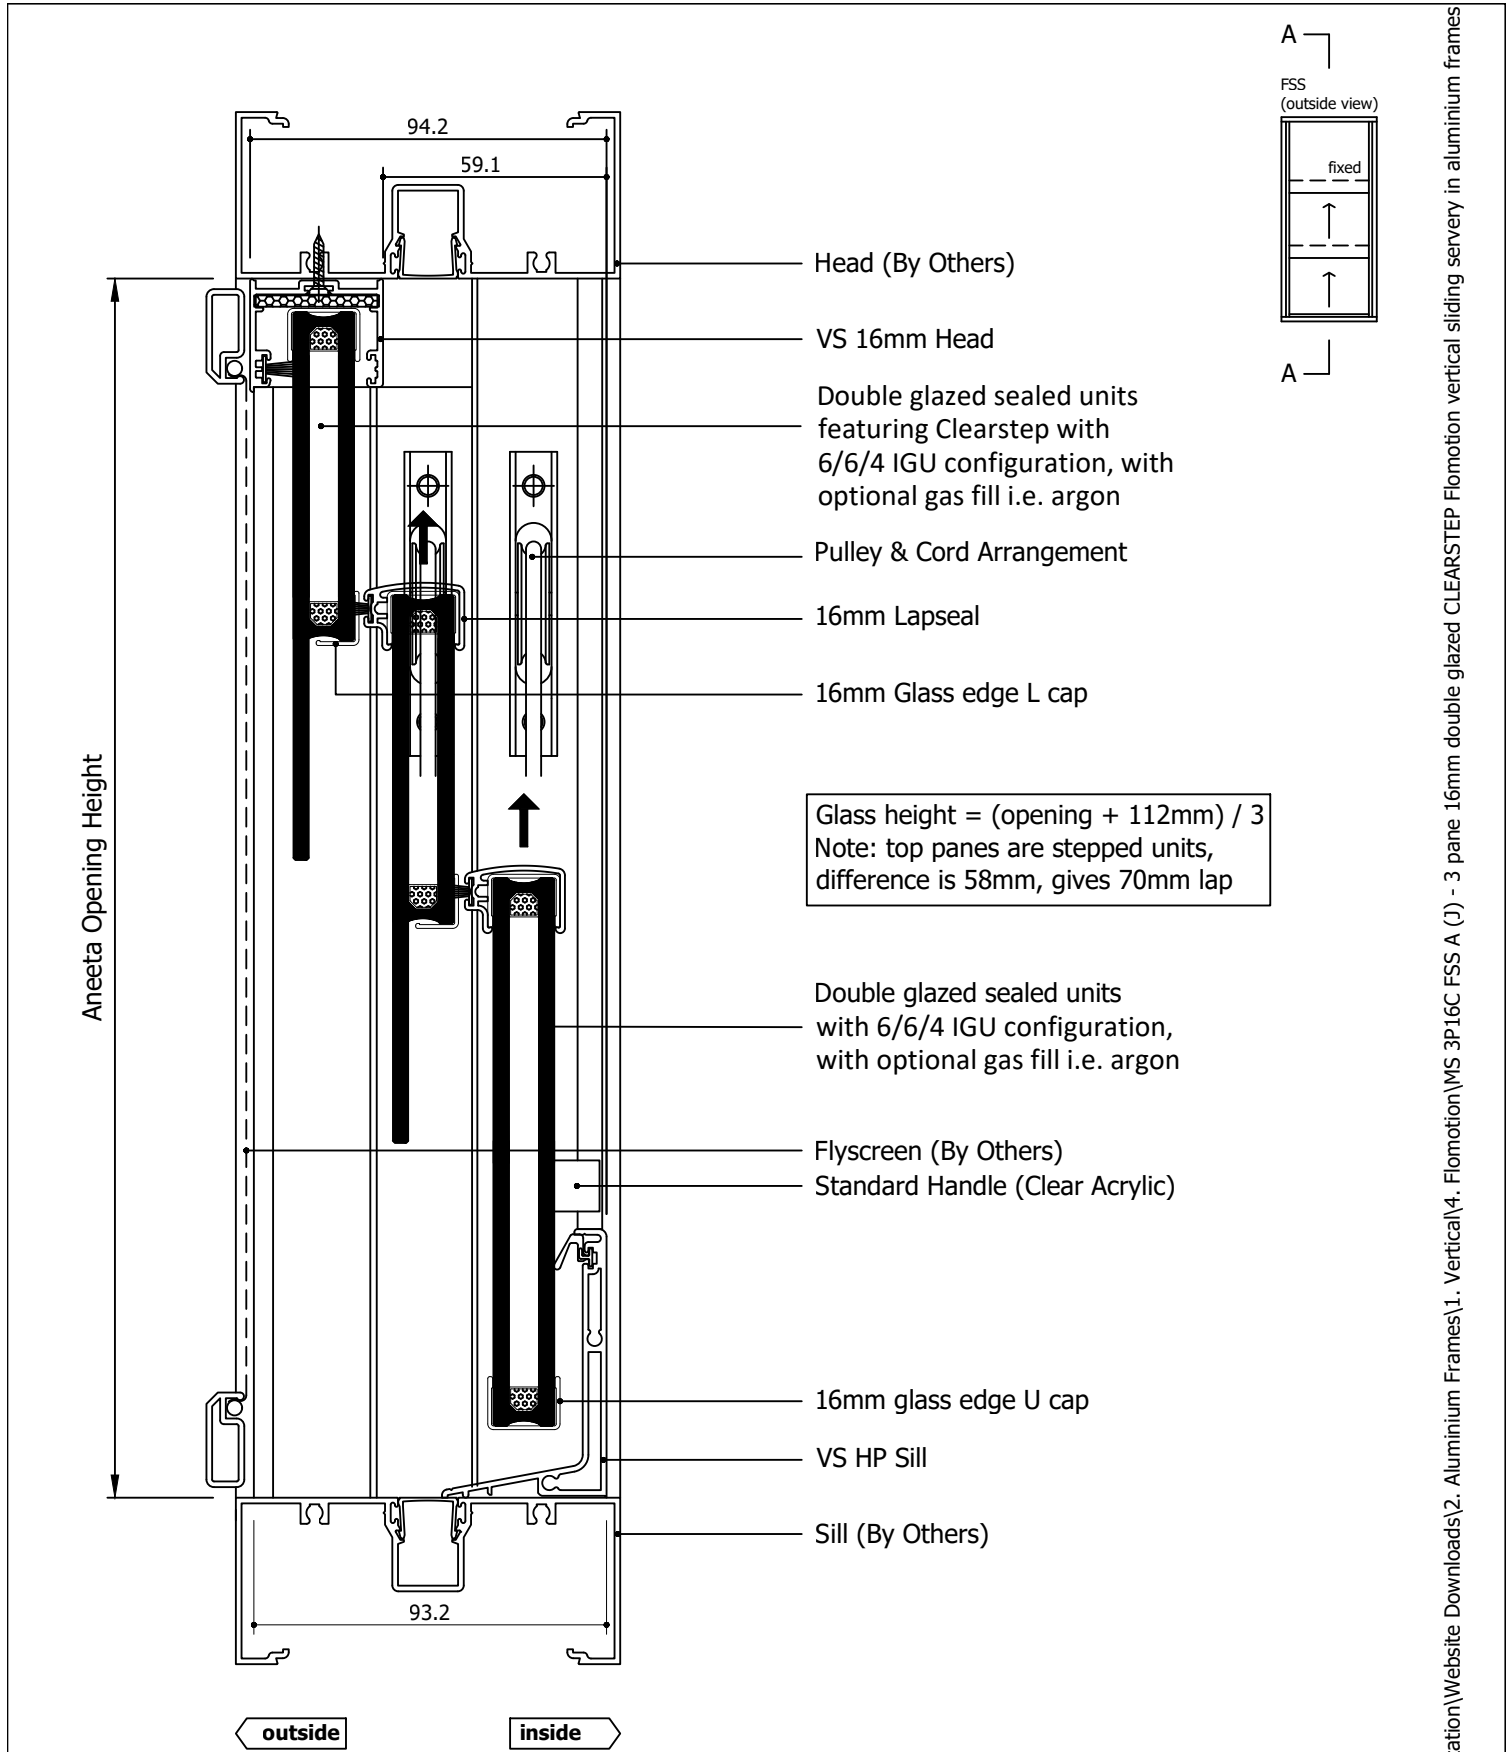 A
FSS
(outside view)
fixed
A
94.2
59.1
Head (By Others)
VS 16mm Head
Double glazed sealed units
featuring Clearstep with
6/6/4 IGU configuration, with
optional gas fill i.e. argon
Pulley & Cord Arrangement
16mm Lapseal
16mm Glass edge L cap
Glass height = (opening + 112mm) / 3
Note: top panes are stepped units,
difference is 58mm, gives 70mm lap
Aneeta Opening Height
Double glazed sealed units
with 6/6/4 IGU configuration,
with optional gas fill i.e. argon
Flyscreen (By Others)
Standard Handle (Clear Acrylic)
16mm glass edge U cap
VS HP Sill
Sill (By Others)
93.2
outside
inside
ation\Website Downloads\2. Aluminium Frames\1. Vertical\4. Flomotion\MS 3P16C FSS A (J) - 3 pane 16mm double glazed CLEARSTEP Flomotion vertical sliding servery in aluminium frames